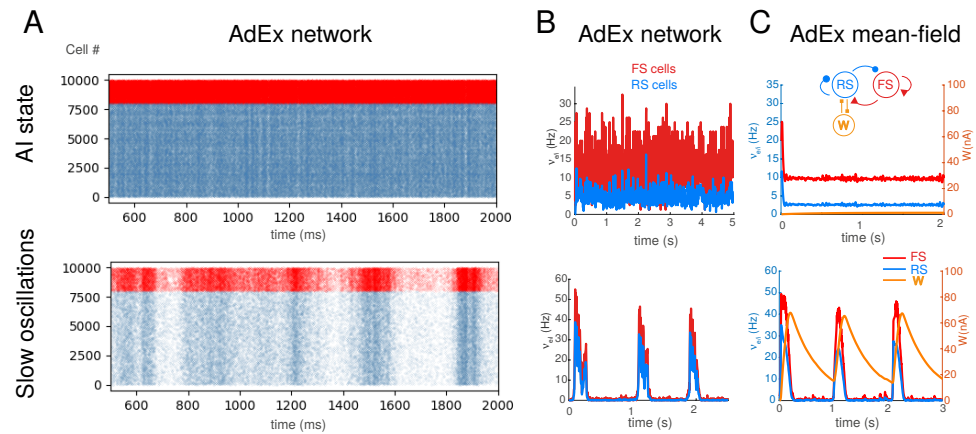 A
AdEx network
Cell #
AI state
10000
7500
5000
2500
0
600 800 1000 1200 1400 1600 1800 2000
time (ms)
Slow oscillations
10000
7500
5000
2500
0
600 800 1000 1200 1400 1600 1800 2000
time (ms)
B
AdEx network
FS cells
RS cells
ν e/i (Hz)
35
30
25
20
15
10
5
0
0 1 2 3 4 5
time (s)
ν e/i (Hz)
60
50
40
30
20
10
0
0 1 2
time (s)
C
AdEx mean-field
RS FS
W
ν e/i (Hz)
35
30
25
20
15
10
5
0
100
80
60
40
20
0
W(nA)
1 2
time (s)
FS
RS
W
ν e/i (Hz)
60
50
40
30
20
10
0
100
80
60
40
20
0
W(nA)
0 1 2 3
time (s)